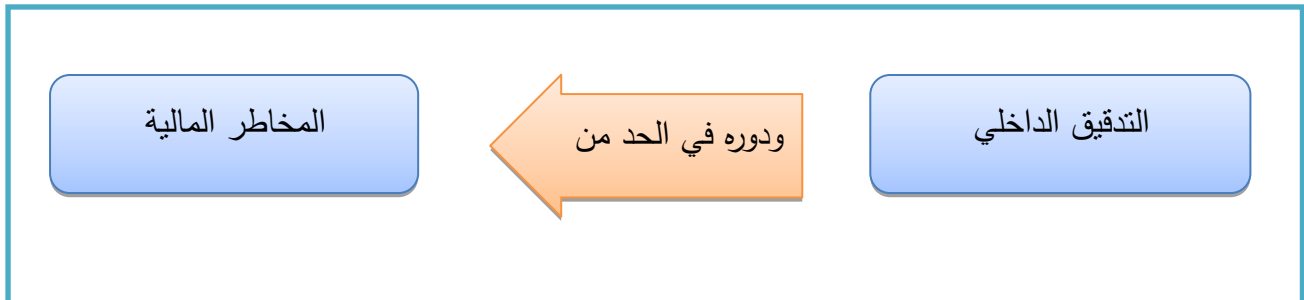 التدقيق الداخلي
ودوره في الحد من
المخاطر المالية